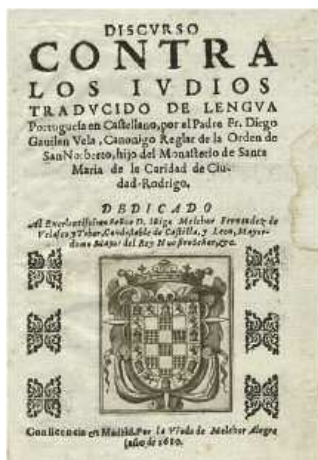 DISCVRSO
CONTRA
LOS IVDIOS
TRADVCIDO DE LENGVA
Portuguesa en Castellano, por el Padre Fr. Diego
Gavilan Vela, Canonigo Reglar de la Orden de
San Norberto, hijo del Monasterio de Santa
Maria de la Caridad de Ciu-
dad-Rodrigo.
DEDICADO
Al Excelentissimo Señor D. Iñigo Melchor Fernandez de
Velasco y Tobar, Condestable de Castilla, y Leon, Mayor-
domo Mayor del Rey Nuestro Señor, &c.
Con licencia en Madrid. Por la Viuda de Melchor Alegre
año de 1680.